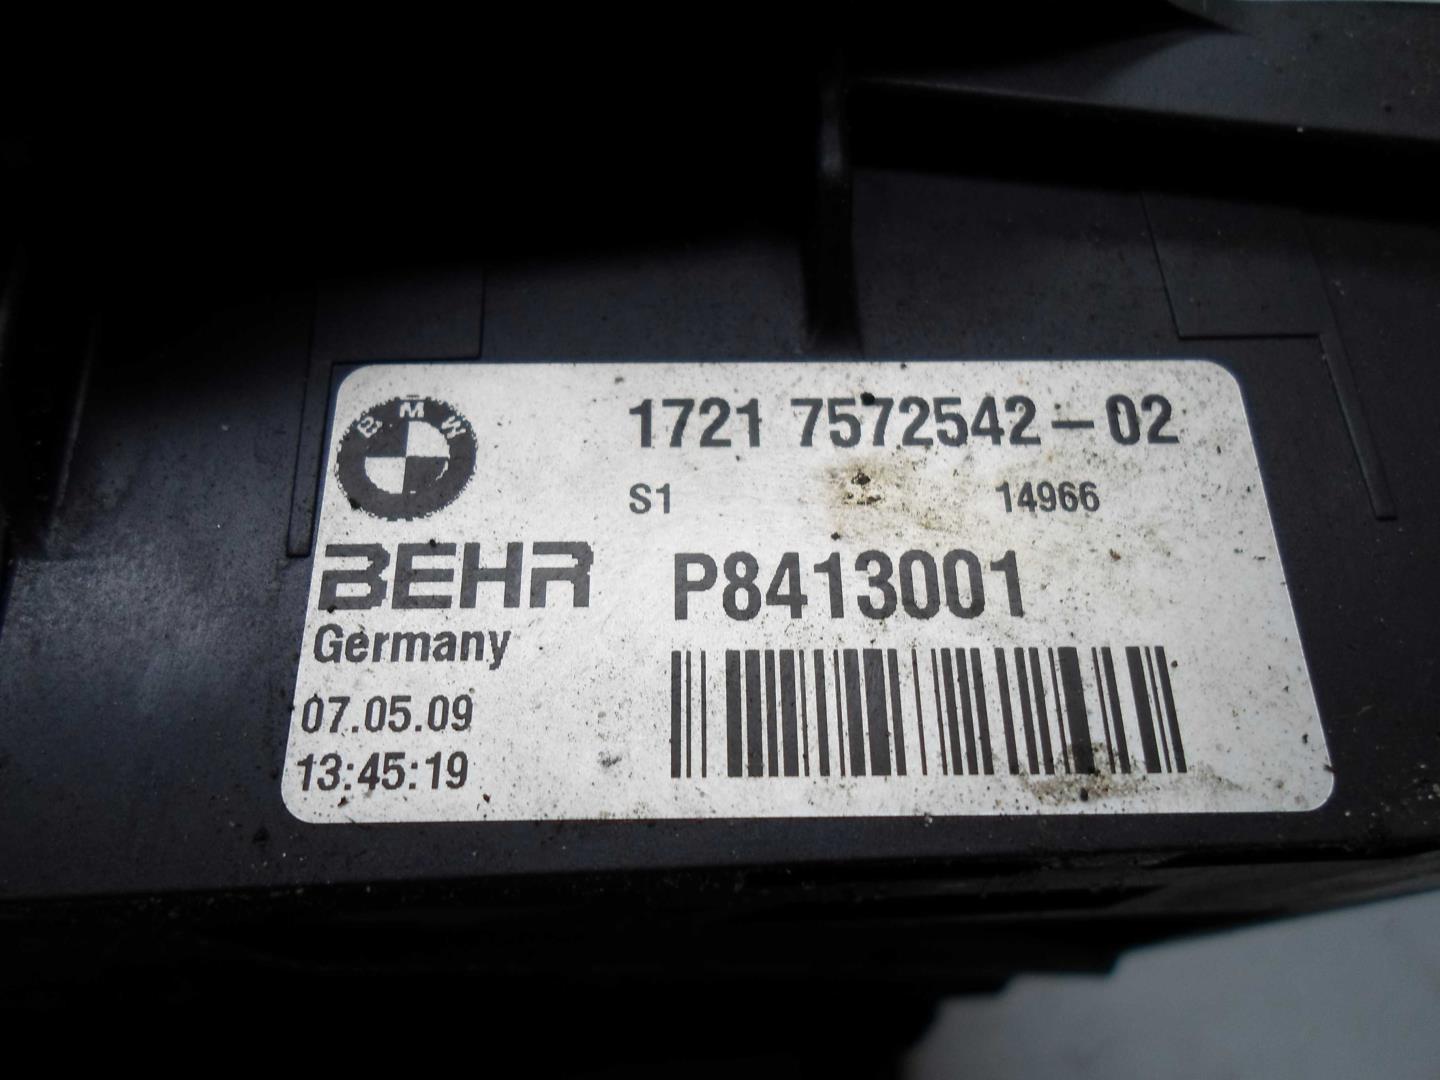 BMW
1721 7572542-02
S1 14966
BEHR P8413001
Germany
07.05.09
13:45:19